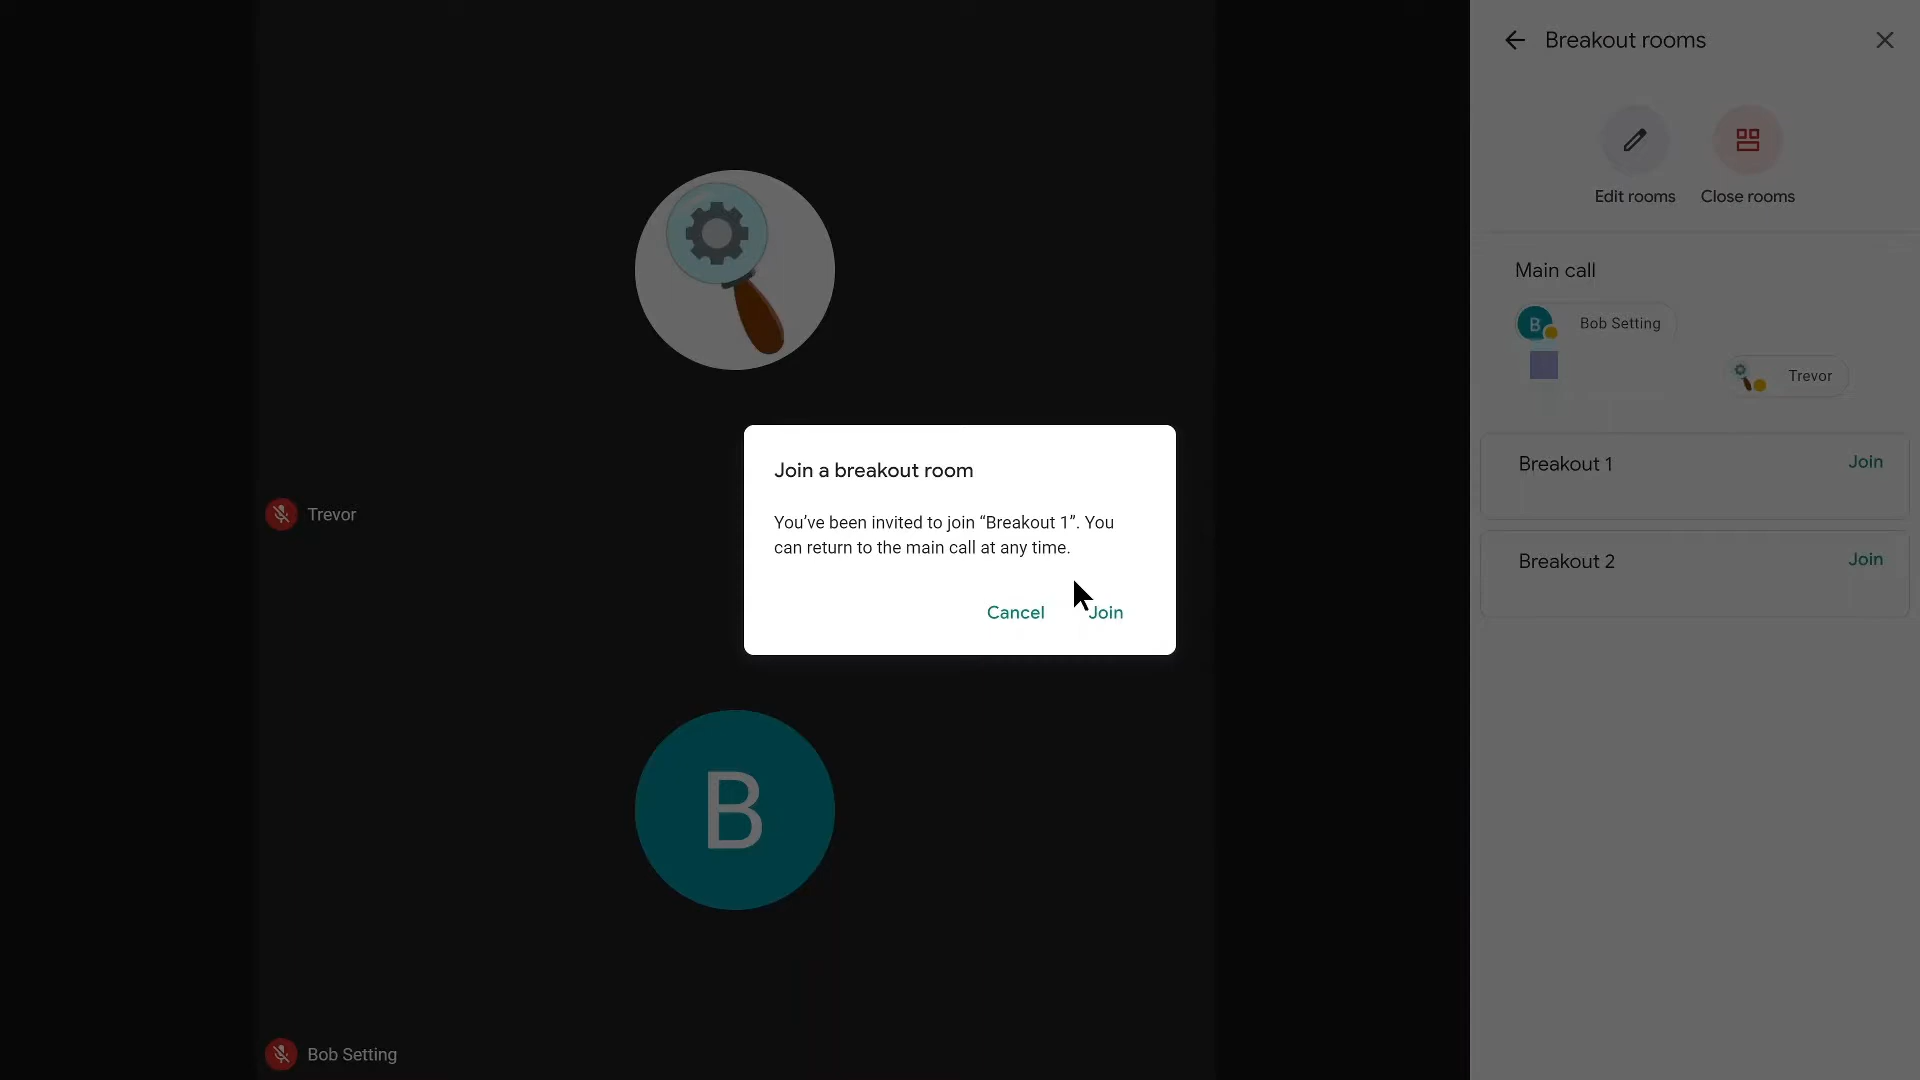 Breakout rooms
Edit rooms
Close rooms
Main call
B
Bob Setting
Trevor
Breakout 1
Join
Breakout 2
Join
Trevor
Join a breakout room
You’ve been invited to join “Breakout 1”. You
can return to the main call at any time.
Cancel
Join
B
Bob Setting